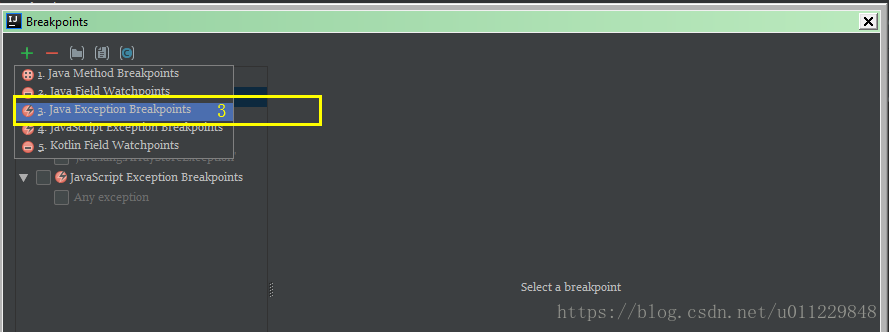 IJ Breakpoints
1. Java Method Breakpoints
2. Java Field Watchpoints
3. Java Exception Breakpoints 3
4. JavaScript Exception Breakpoints
5. Kotlin Field Watchpoints
JavaScript Exception Breakpoints
Any exception
Select a breakpoint
https://blog.csdn.net/u011229848